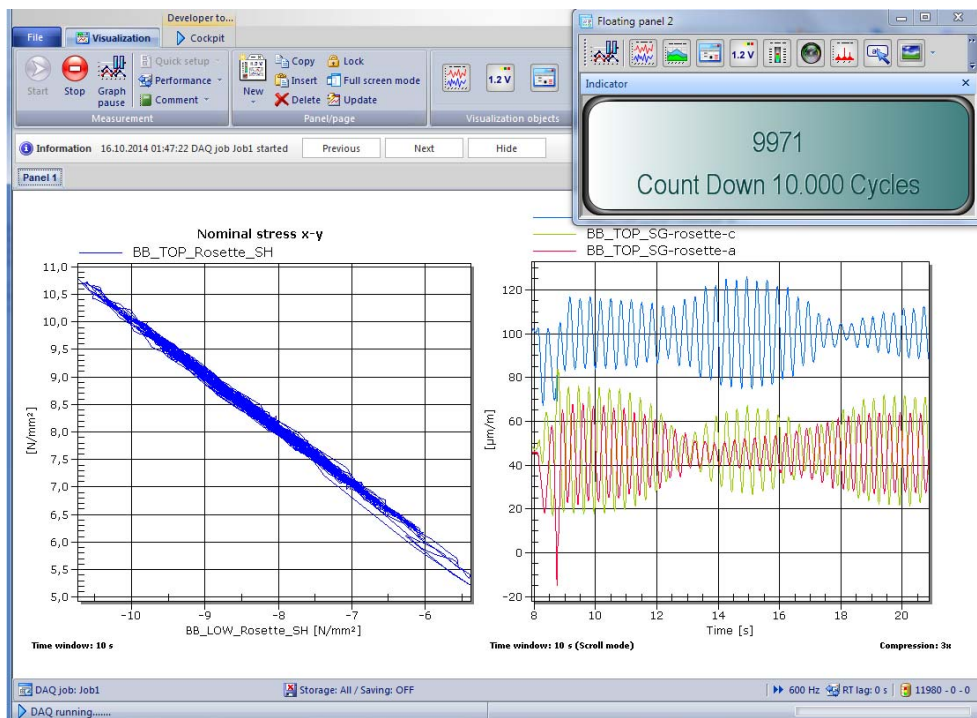 Developer to...
File
Visualization
Cockpit
Start
Stop
Graph pause
Quick setup
Performance
Comment
Measurement
New
Copy
Insert
Delete
Lock
Full screen mode
Update
Panel/page
1.2 V
Visualization objects
Floating panel 2
1.2 V
Indicator
9971
Count Down 10.000 Cycles
Information 16.10.2014 01:47:22 DAQ job Job1 started
Previous
Next
Hide
Panel 1
Nominal stress x-y
BB_TOP_Rosette_SH
11,0
10,5
10,0
9,5
9,0
8,5
8,0
7,5
7,0
6,5
6,0
5,5
5,0
[N/mm²]
-10 -9 -8 -7 -6
BB_LOW_Rosette_SH [N/mm²]
Time window: 10 s
BB_TOP_SG-rosette-c
BB_TOP_SG-rosette-a
120
100
80
60
40
20
0
-20
[µm/m]
8 10 12 14 16 18 20
Time [s]
Time window: 10 s (Scroll mode)
Compression: 3x
DAQ job: Job1
Storage: All / Saving: OFF
600 Hz
RT lag: 0 s
11980 - 0 - 0
DAQ running......